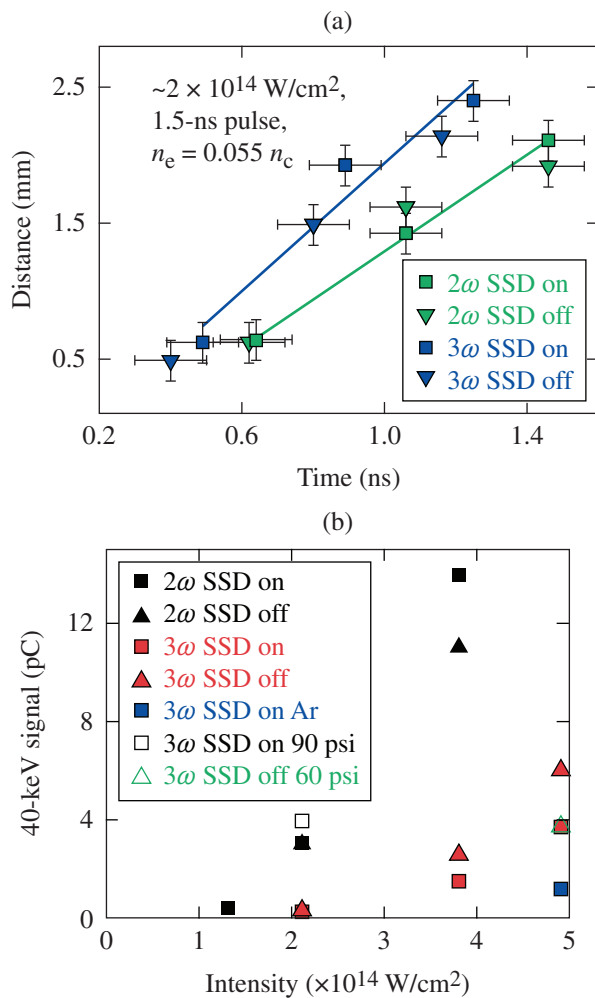 (a)
~2 × 10¹⁴ W/cm²,
1.5-ns pulse,
nₑ = 0.055 n_c
2.5
1.5
0.5
Distance (mm)
2ω SSD on
2ω SSD off
3ω SSD on
3ω SSD off
0.2 0.6 1.0 1.4
Time (ns)
(b)
2ω SSD on
2ω SSD off
3ω SSD on
3ω SSD off
3ω SSD on Ar
3ω SSD on 90 psi
3ω SSD off 60 psi
12
8
4
0
40-keV signal (pC)
0 1 2 3 4 5
Intensity (×10¹⁴ W/cm²)